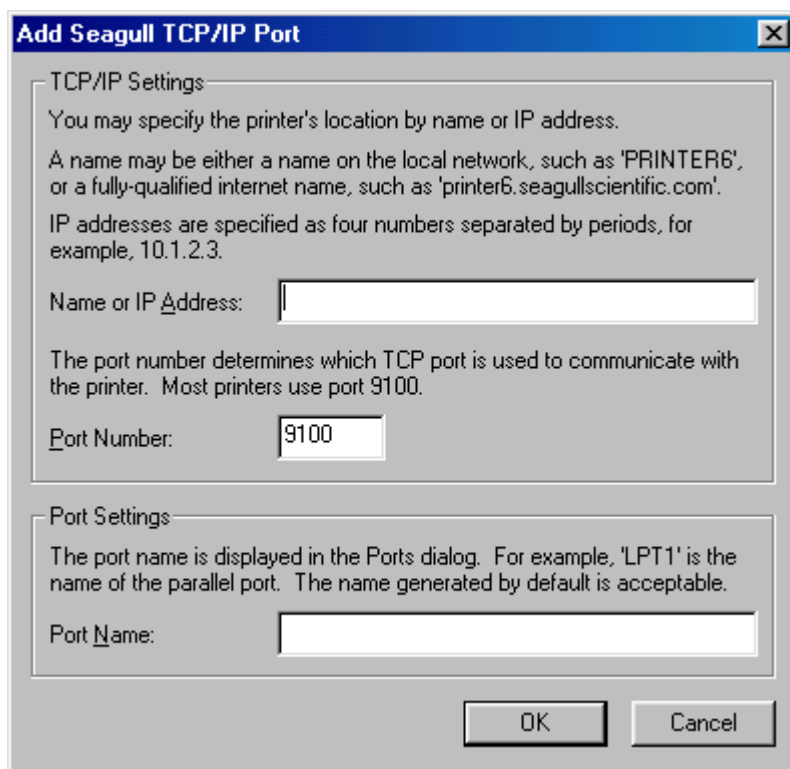 Add Seagull TCP/IP Port
TCP/IP Settings
You may specify the printer's location by name or IP address.
A name may be either a name on the local network, such as 'PRINTER6',
or a fully-qualified internet name, such as 'printer6.seagullscientific.com'.
IP addresses are specified as four numbers separated by periods, for
example, 10.1.2.3.
Name or IP Address:
The port number determines which TCP port is used to communicate with
the printer.  Most printers use port 9100.
Port Number: 9100
Port Settings
The port name is displayed in the Ports dialog.  For example, 'LPT1' is the
name of the parallel port.  The name generated by default is acceptable.
Port Name:
OK Cancel